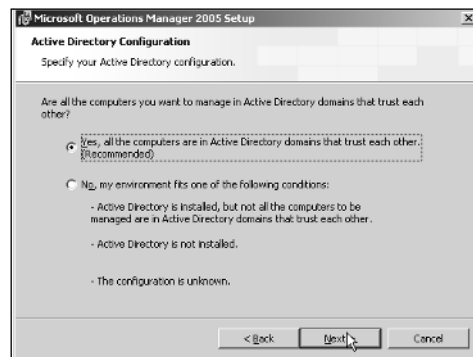 Microsoft Operations Manager 2005 Setup
Active Directory Configuration
Specify your Active Directory configuration.
Are all the computers you want to manage in Active Directory domains that trust each
other?
Yes, all the computers are in Active Directory domains that trust each other.
(Recommended)
No, my environment fits one of the following conditions:
- Active Directory is installed, but not all the computers to be
managed are in Active Directory domains that trust each other.
- Active Directory is not installed.
- The configuration is unknown.
< Back
Next
Cancel